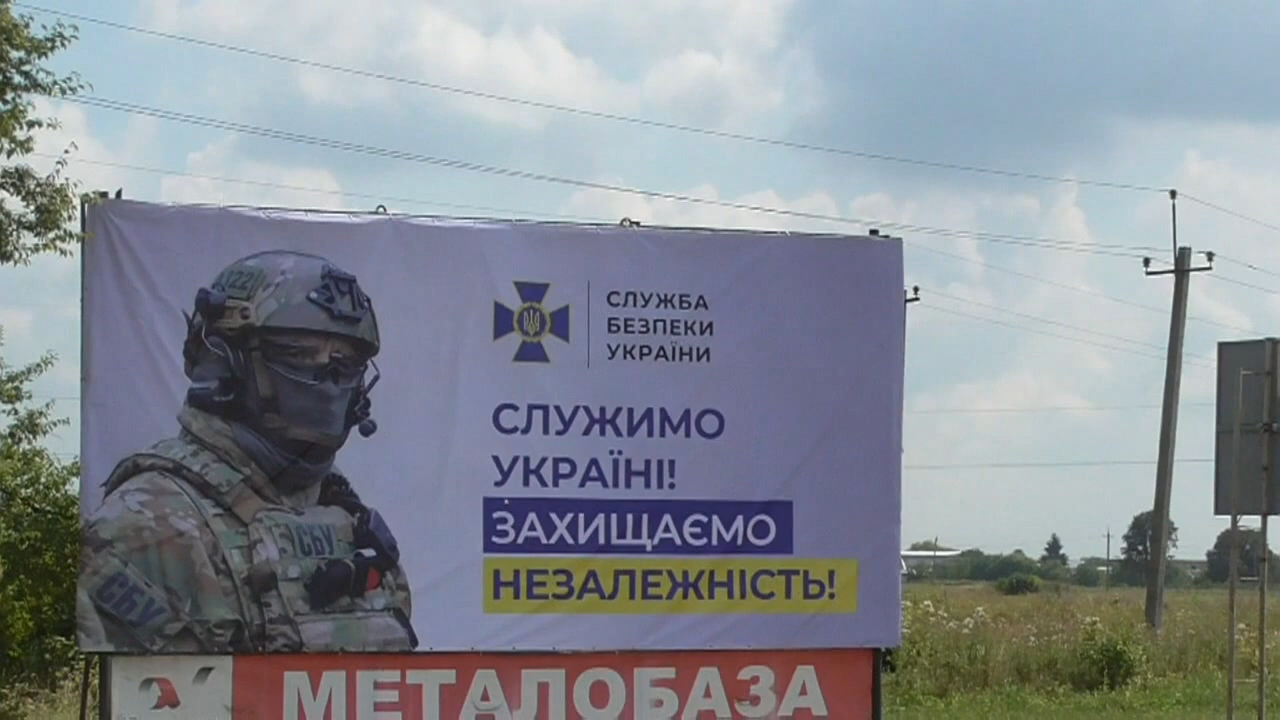 СЛУЖБА
БЕЗПЕКИ
УКРАЇНИ
СЛУЖИМО
УКРАЇНІ!
ЗАХИЩАЄМО
НЕЗАЛЕЖНІСТЬ!
СБУ
СБУ
МЕТАЛОБАЗА